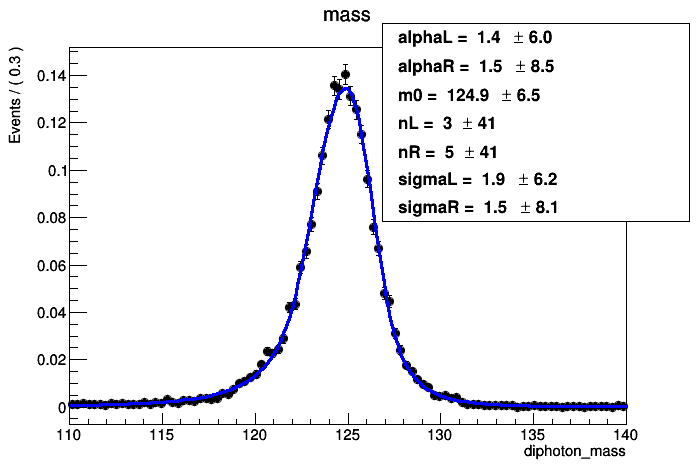 mass
alphaL = 1.4 ± 6.0
alphaR = 1.5 ± 8.5
m0 = 124.9 ± 6.5
nL = 3 ± 41
nR = 5 ± 41
sigmaL = 1.9 ± 6.2
sigmaR = 1.5 ± 8.1
Events / ( 0.3 )
0.14
0.12
0.1
0.08
0.06
0.04
0.02
0
110 115 120 125 130 135 140
diphoton_mass